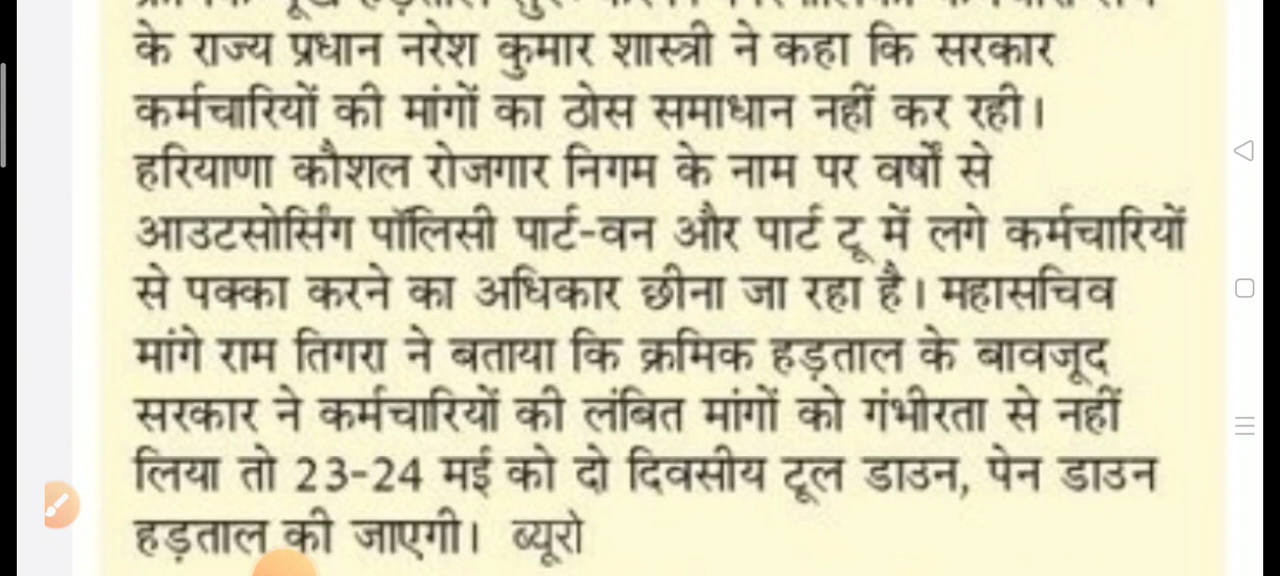 के राज्य प्रधान नरेश कुमार शास्त्री ने कहा कि सरकार
कर्मचारियों की मांगों का ठोस समाधान नहीं कर रही।
हरियाणा कौशल रोजगार निगम के नाम पर वर्षों से
आउटसोर्सिंग पॉलिसी पार्ट-वन और पार्ट टू में लगे कर्मचारियों
से पक्का करने का अधिकार छीना जा रहा है। महासचिव
मांगे राम तिगरा ने बताया कि क्रमिक हड़ताल के बावजूद
सरकार ने कर्मचारियों की लंबित मांगों को गंभीरता से नहीं
लिया तो 23-24 मई को दो दिवसीय टूल डाउन, पेन डाउन
हड़ताल की जाएगी। ब्यूरो